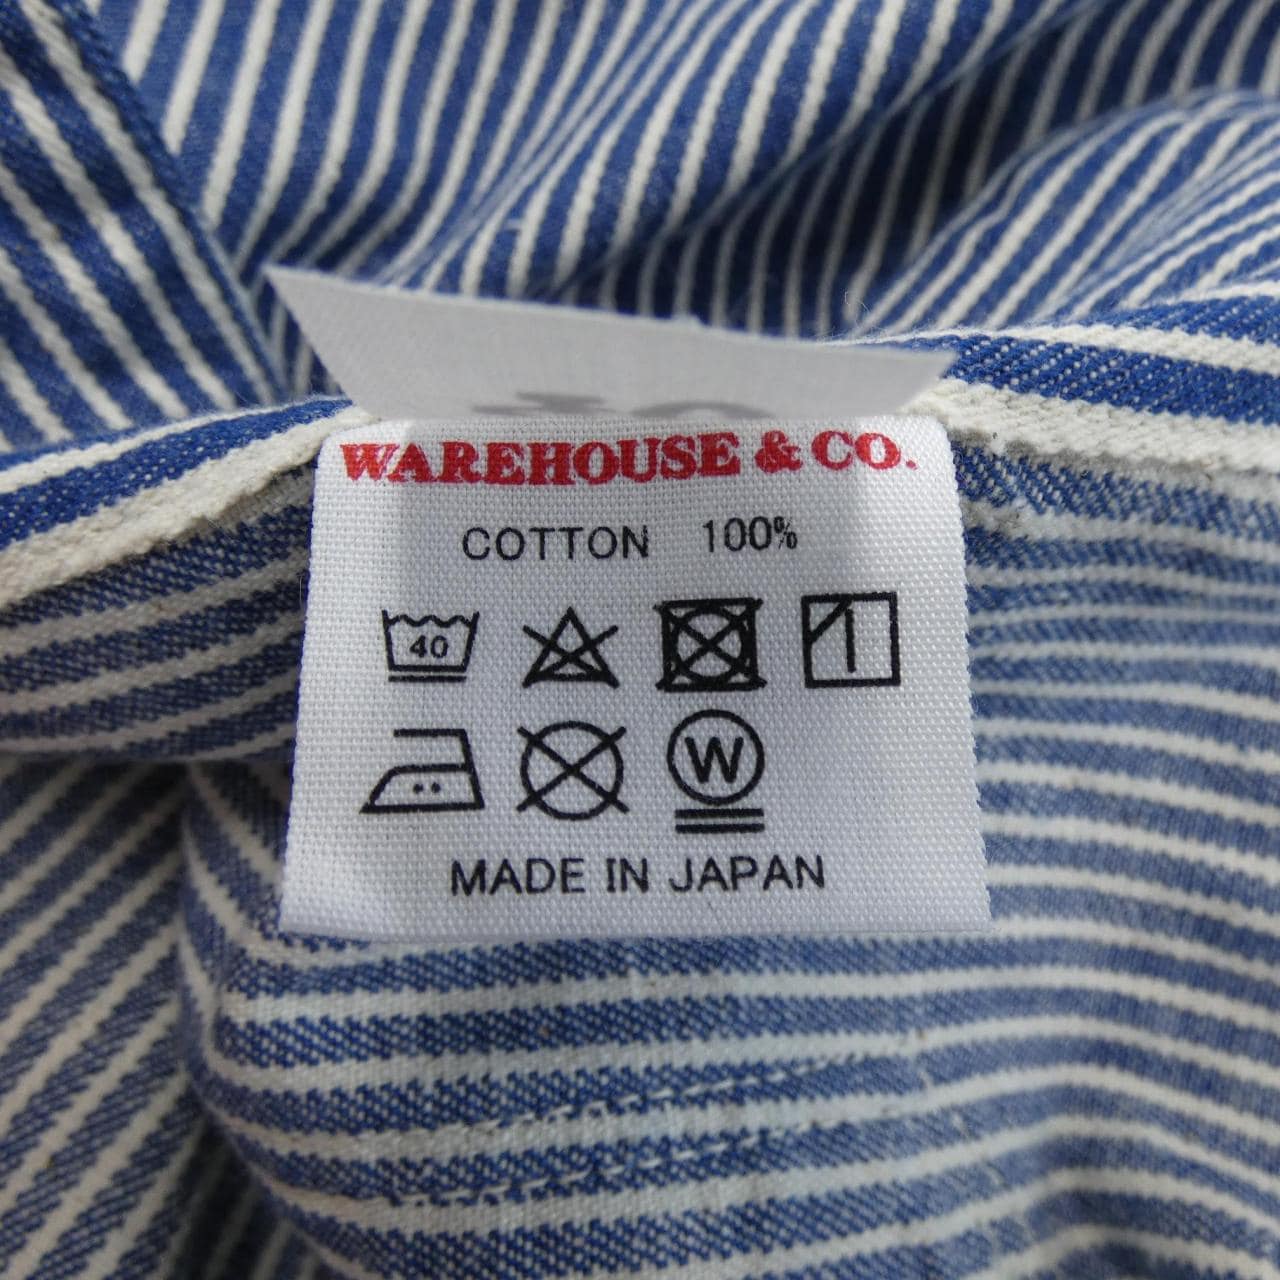 WAREHOUSE & CO.
COTTON 100%
40
W
MADE IN JAPAN